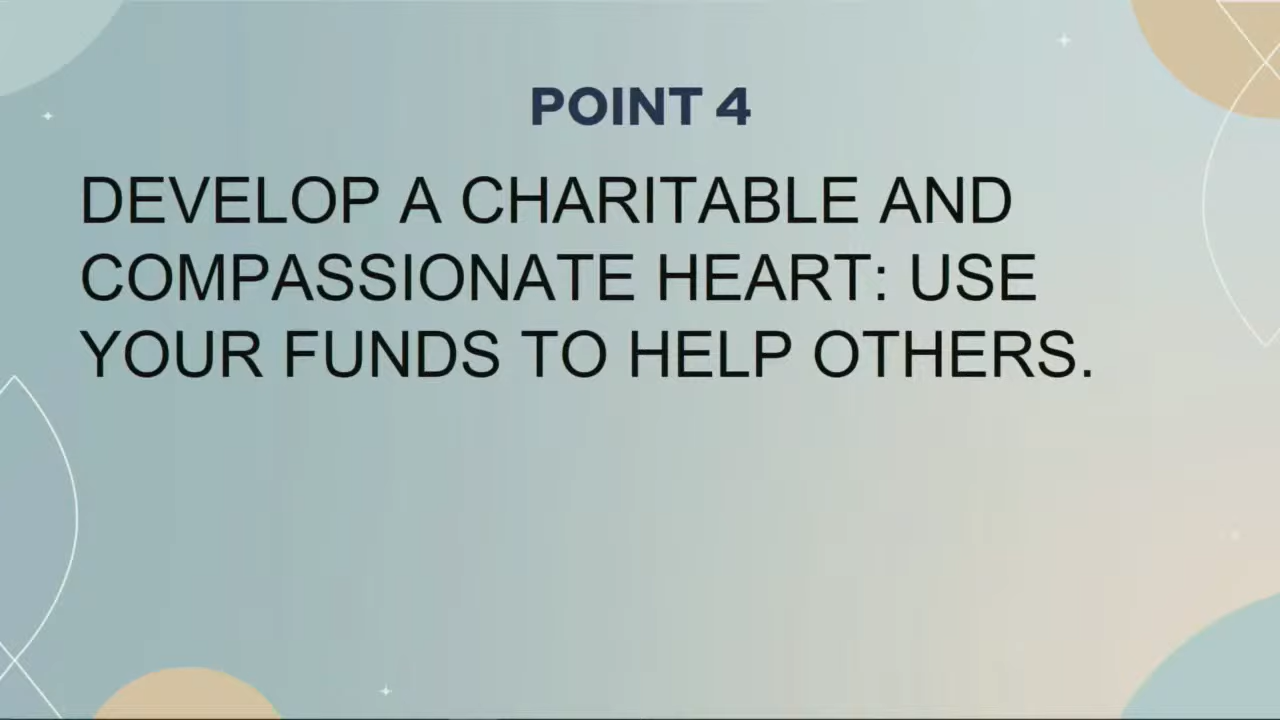 POINT 4
DEVELOP A CHARITABLE AND
COMPASSIONATE HEART: USE
YOUR FUNDS TO HELP OTHERS.